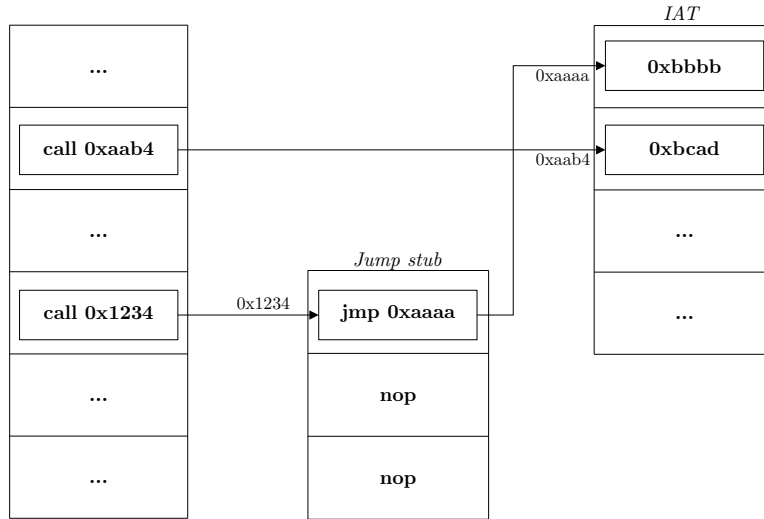 ...
call 0xaab4
...
call 0x1234
...
...
0x1234
Jump stub
jmp 0xaaaa
nop
nop
IAT
0xaaaa
0xbbbb
0xaab4
0xbcad
...
...